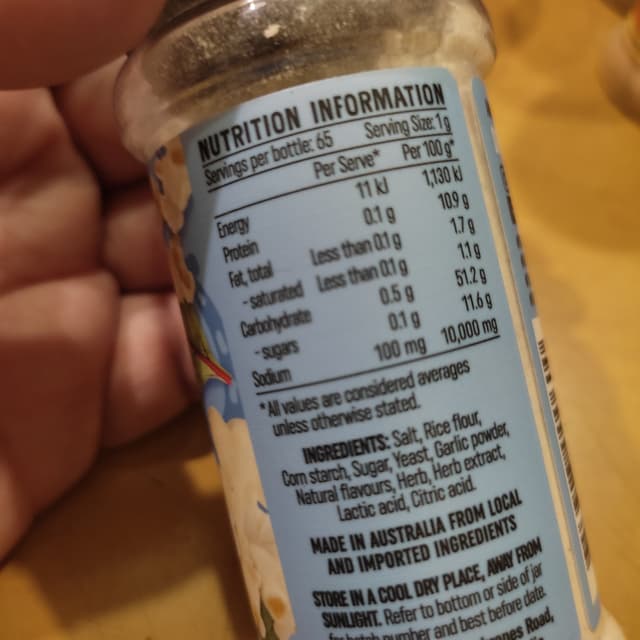 NUTRITION INFORMATION
Servings per bottle: 65 Serving Size: 1g
Per Serve* Per 100 g*
Energy 11 kJ 1,130 kJ
Protein 0.1 g 10.9 g
Fat, total Less than 0.1 g 1.7 g
- saturated Less than 0.1 g 1.1 g
Carbohydrate 0.5 g 51.2 g
- sugars 0.1 g 11.6 g
Sodium 100 mg 10,000 mg
* All values are considered averages
unless otherwise stated.
INGREDIENTS: Salt, Rice flour,
Corn starch, Sugar, Yeast, Garlic powder,
Natural flavours, Herb, Herb extract,
Lactic acid, Citric acid.
MADE IN AUSTRALIA FROM LOCAL
AND IMPORTED INGREDIENTS
STORE IN A COOL DRY PLACE, AWAY FROM
SUNLIGHT. Refer to bottom or side of jar
for batch number and best before date.
Road,